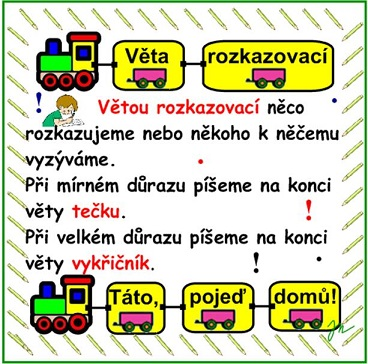 Věta rozkazovací
Větou rozkazovací něco
rozkazujeme nebo někoho k něčemu
vyzýváme.
Při mírném důrazu píšeme na konci
věty tečku.
Při velkém důrazu píšeme na konci
věty vykřičník.
Táto, pojeď domů!